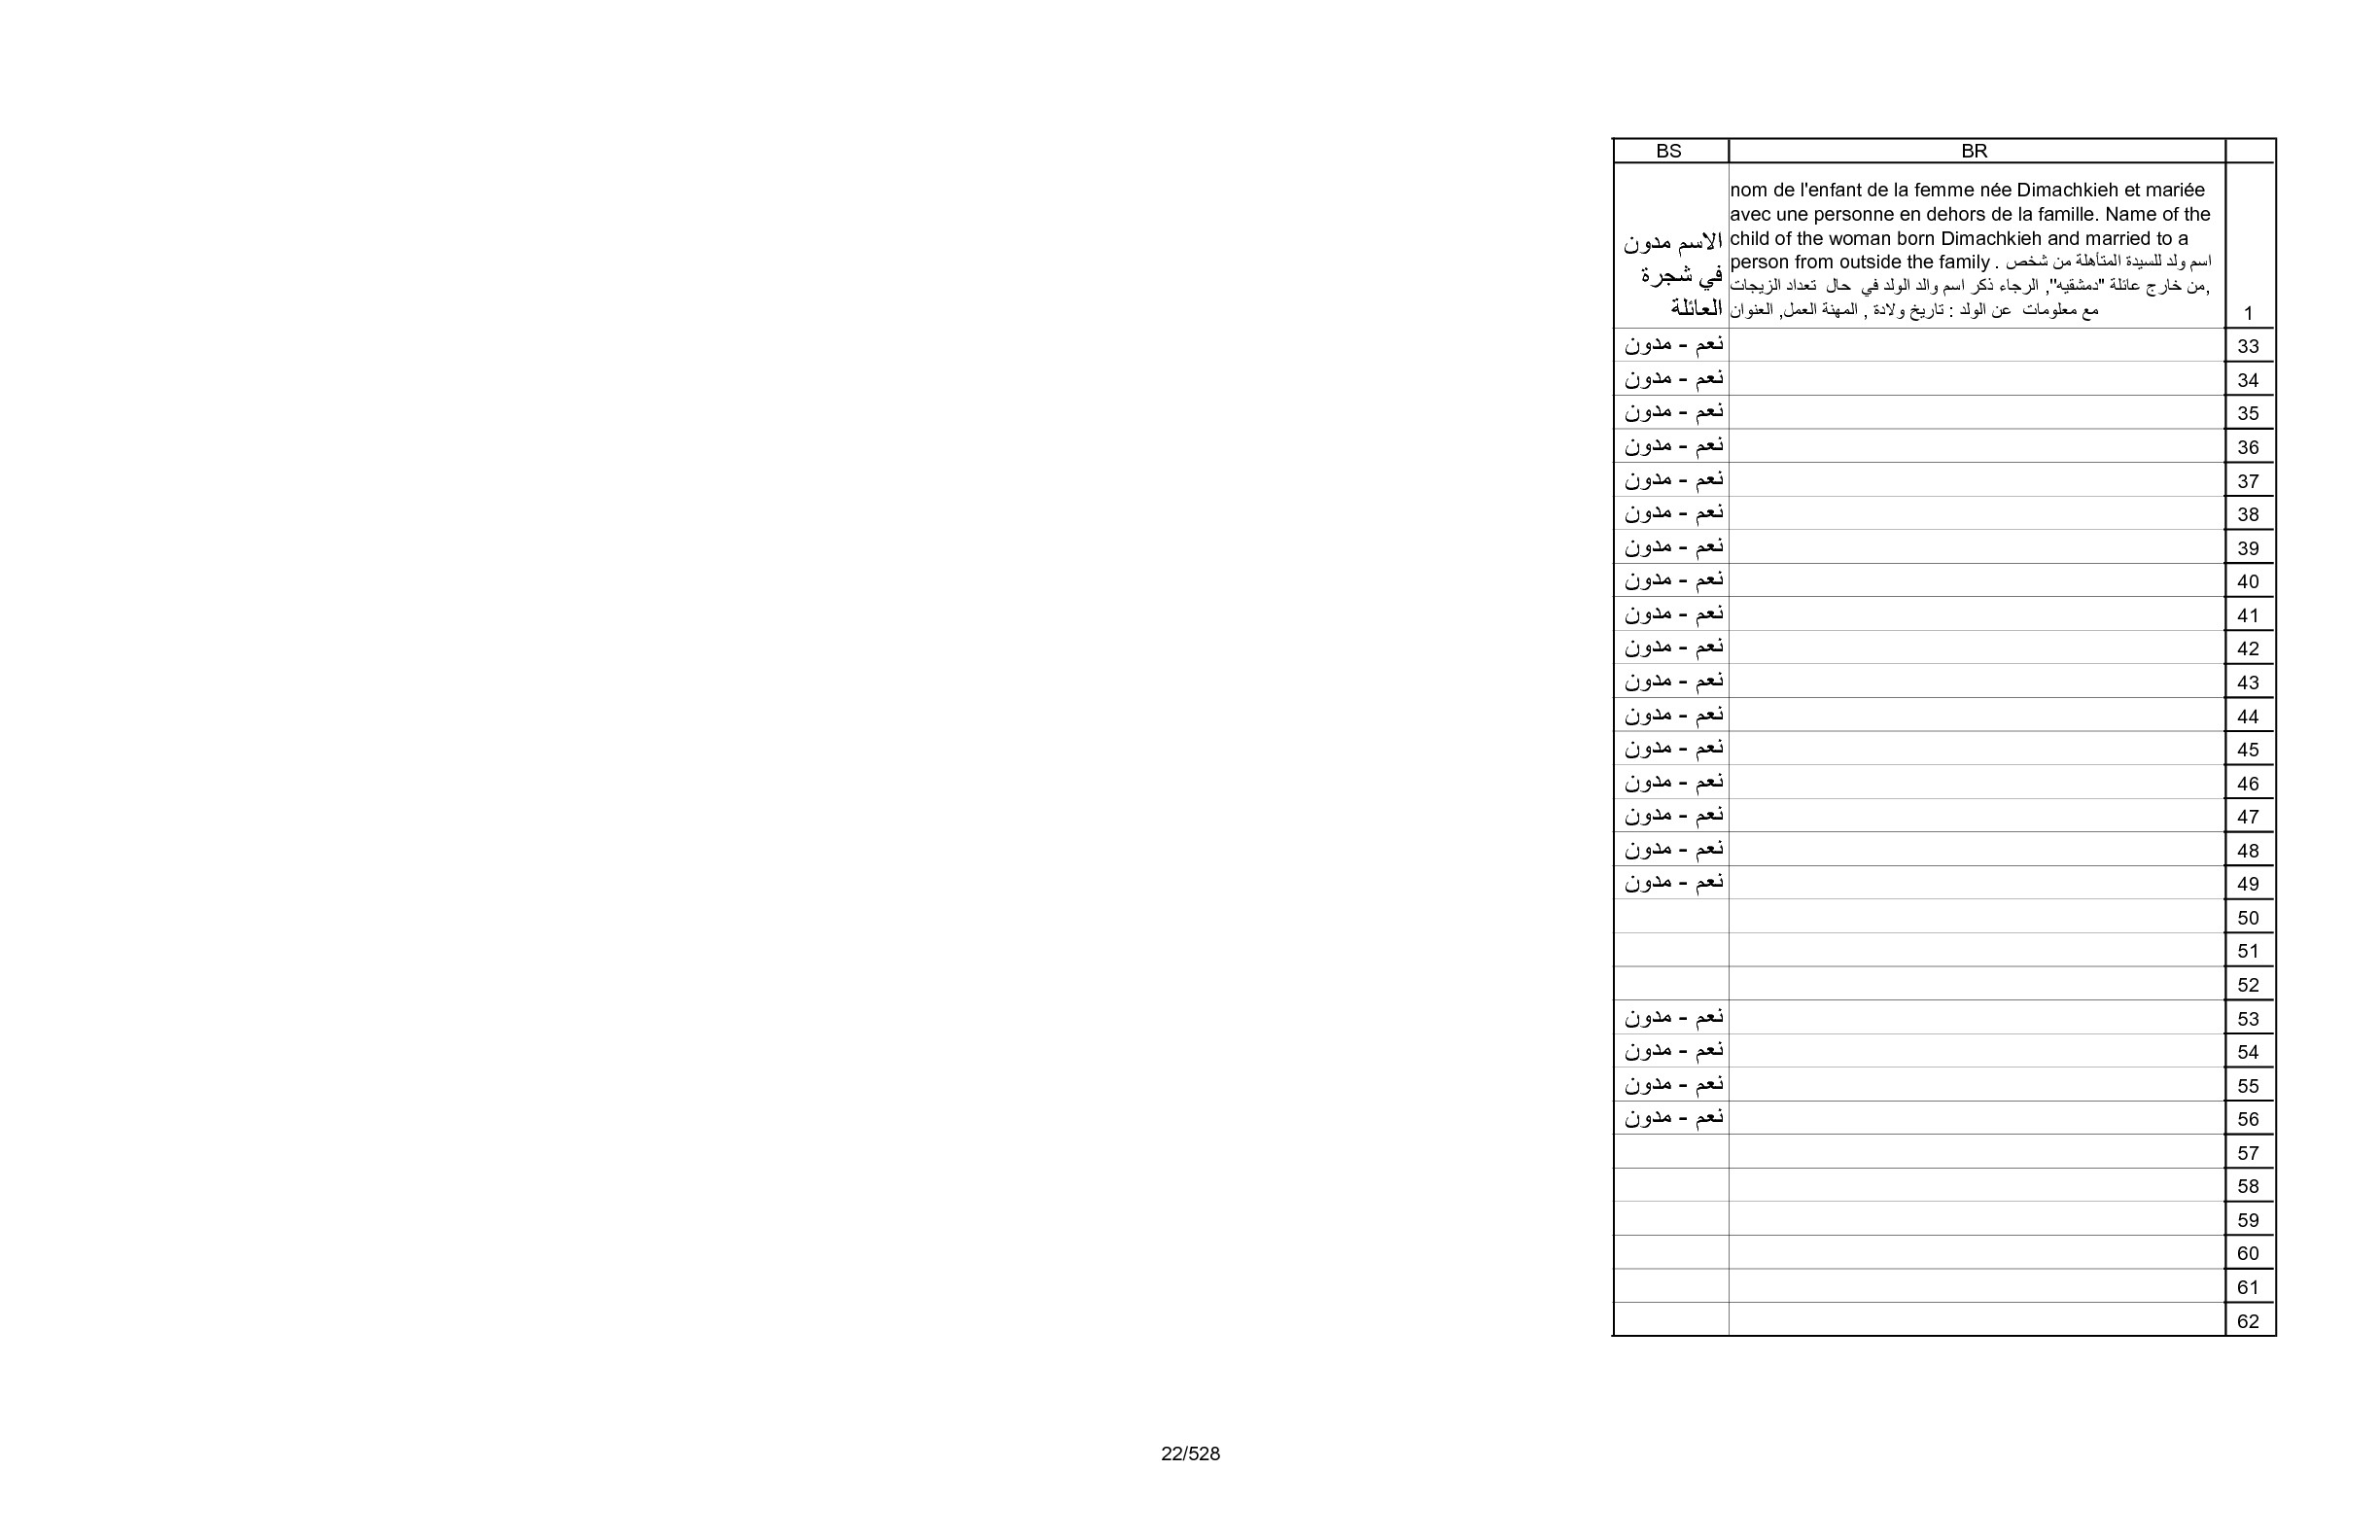 BR BS
nom de l'enfant de la femme née Dimachkieh et mariée
avec une personne en dehors de la famille. Name of the
child of the woman born Dimachkieh and married to a
person from outside the family . اسم ولد للسيدة المتأهلة من شخص
من خارج عائلة "دمشقيه", الرجاء ذكر اسم والد الولد في حال تعداد الزيجات,
مع معلومات عن الولد : تاريخ ولادة , المهنة العمل, العنوان
الاسم مدون
في شجرة
العائلة
1
33 نعم - مدون
34 نعم - مدون
35 نعم - مدون
36 نعم - مدون
37 نعم - مدون
38 نعم - مدون
39 نعم - مدون
40 نعم - مدون
41 نعم - مدون
42 نعم - مدون
43 نعم - مدون
44 نعم - مدون
45 نعم - مدون
46 نعم - مدون
47 نعم - مدون
48 نعم - مدون
49 نعم - مدون
50
51
52
53 نعم - مدون
54 نعم - مدون
55 نعم - مدون
56 نعم - مدون
57
58
59
60
61
62
22/528